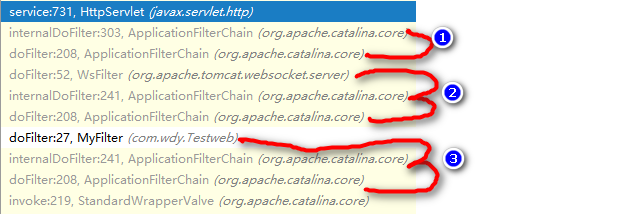 service:731, HttpServlet (javax.servlet.http)
internalDoFilter:303, ApplicationFilterChain (org.apache.catalina.core)
doFilter:208, ApplicationFilterChain (org.apache.catalina.core)
doFilter:52, WsFilter (org.apache.tomcat.websocket.server)
internalDoFilter:241, ApplicationFilterChain (org.apache.catalina.core)
doFilter:208, ApplicationFilterChain (org.apache.catalina.core)
doFilter:27, MyFilter (com.wdy.Testweb)
internalDoFilter:241, ApplicationFilterChain (org.apache.catalina.core)
doFilter:208, ApplicationFilterChain (org.apache.catalina.core)
invoke:219, StandardWrapperValve (org.apache.catalina.core)
1
2
3